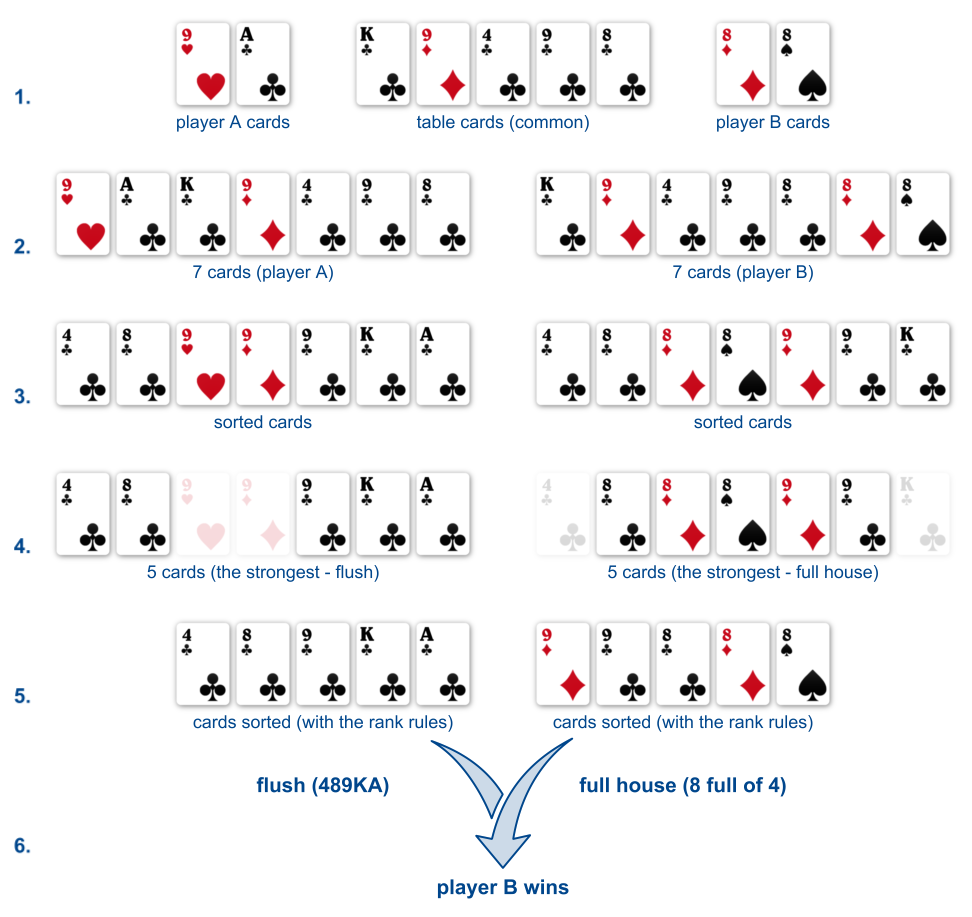 1.
9 A K 9 4 9 8 8 8
player A cards table cards (common) player B cards
2.
9 A K 9 4 9 8 K 9 4 9 8 8 8
7 cards (player A) 7 cards (player B)
3.
4 8 9 9 9 K A 4 8 8 8 9 9 K
sorted cards sorted cards
4.
4 8 9 9 9 K A 4 8 8 8 9 9 K
5 cards (the strongest - flush) 5 cards (the strongest - full house)
5.
4 8 9 K A 9 9 8 8 8
cards sorted (with the rank rules) cards sorted (with the rank rules)
flush (489KA) full house (8 full of 4)
6.
player B wins